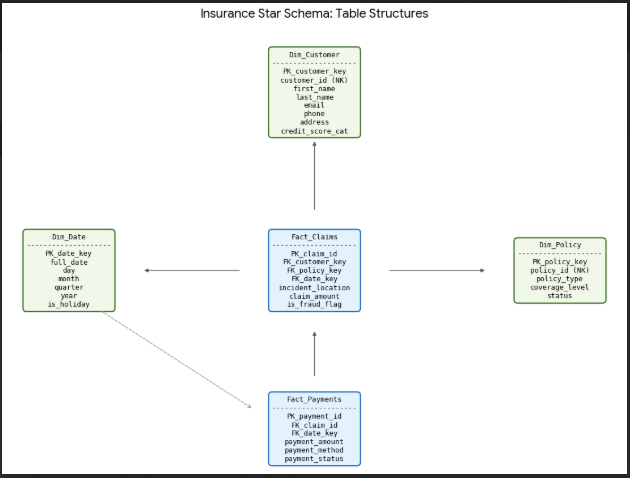 Insurance Star Schema: Table Structures
Dim_Customer
--------------------
PK_customer_key
customer_id (NK)
first_name
last_name
email
phone
address
credit_score_cat
Dim_Date
--------------------
PK_date_key
full_date
day
month
quarter
year
is_holiday
Fact_Claims
--------------------
PK_claim_id
FK_customer_key
FK_policy_key
FK_date_key
incident_location
claim_amount
is_fraud_flag
Dim_Policy
--------------------
PK_policy_key
policy_id (NK)
policy_type
coverage_level
status
Fact_Payments
--------------------
PK_payment_id
FK_claim_id
FK_date_key
payment_amount
payment_method
payment_status